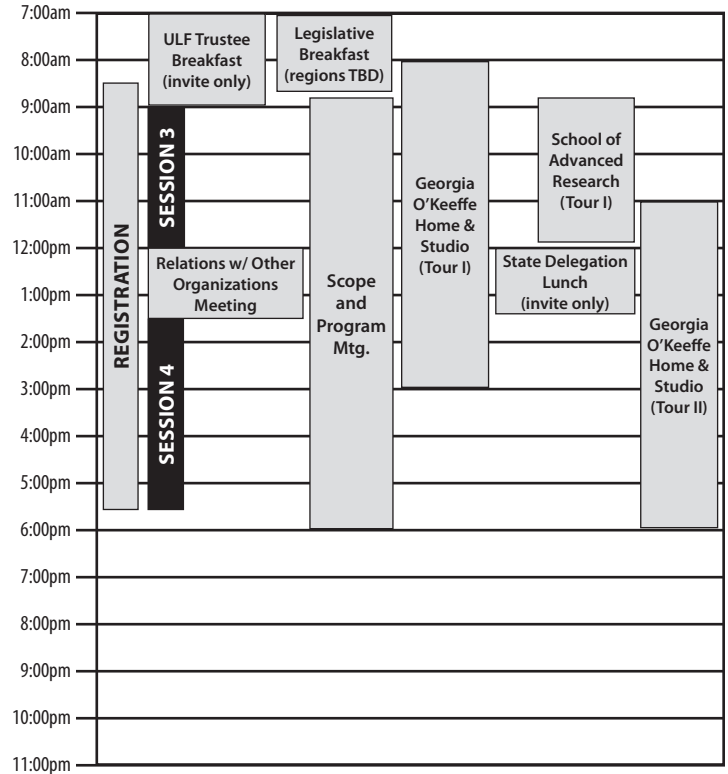 7:00am
8:00am
9:00am
10:00am
11:00am
12:00pm
1:00pm
2:00pm
3:00pm
4:00pm
5:00pm
6:00pm
7:00pm
8:00pm
9:00pm
10:00pm
11:00pm
REGISTRATION
ULF Trustee
Breakfast
(invite only)
SESSION 3
Relations w/ Other
Organizations
Meeting
SESSION 4
Legislative
Breakfast
(regions TBD)
Scope
and
Program
Mtg.
Georgia
O'Keeffe
Home &
Studio
(Tour I)
School of
Advanced
Research
(Tour I)
State Delegation
Lunch
(invite only)
Georgia
O'Keeffe
Home &
Studio
(Tour II)